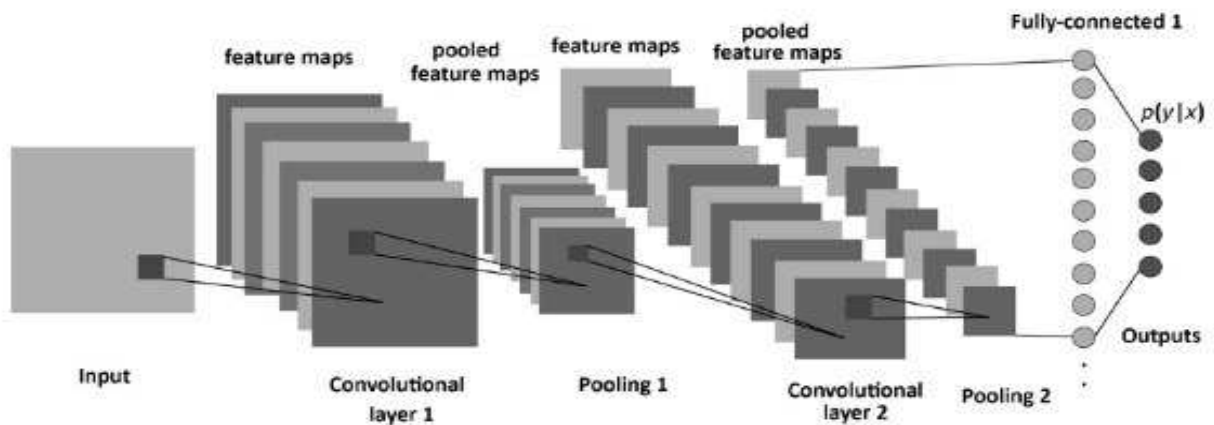 Fully-connected 1
feature maps
pooled
feature maps
feature maps
pooled
feature maps
p(y|x)
Input
Convolutional
layer 1
Pooling 1
Convolutional
layer 2
Pooling 2
Outputs